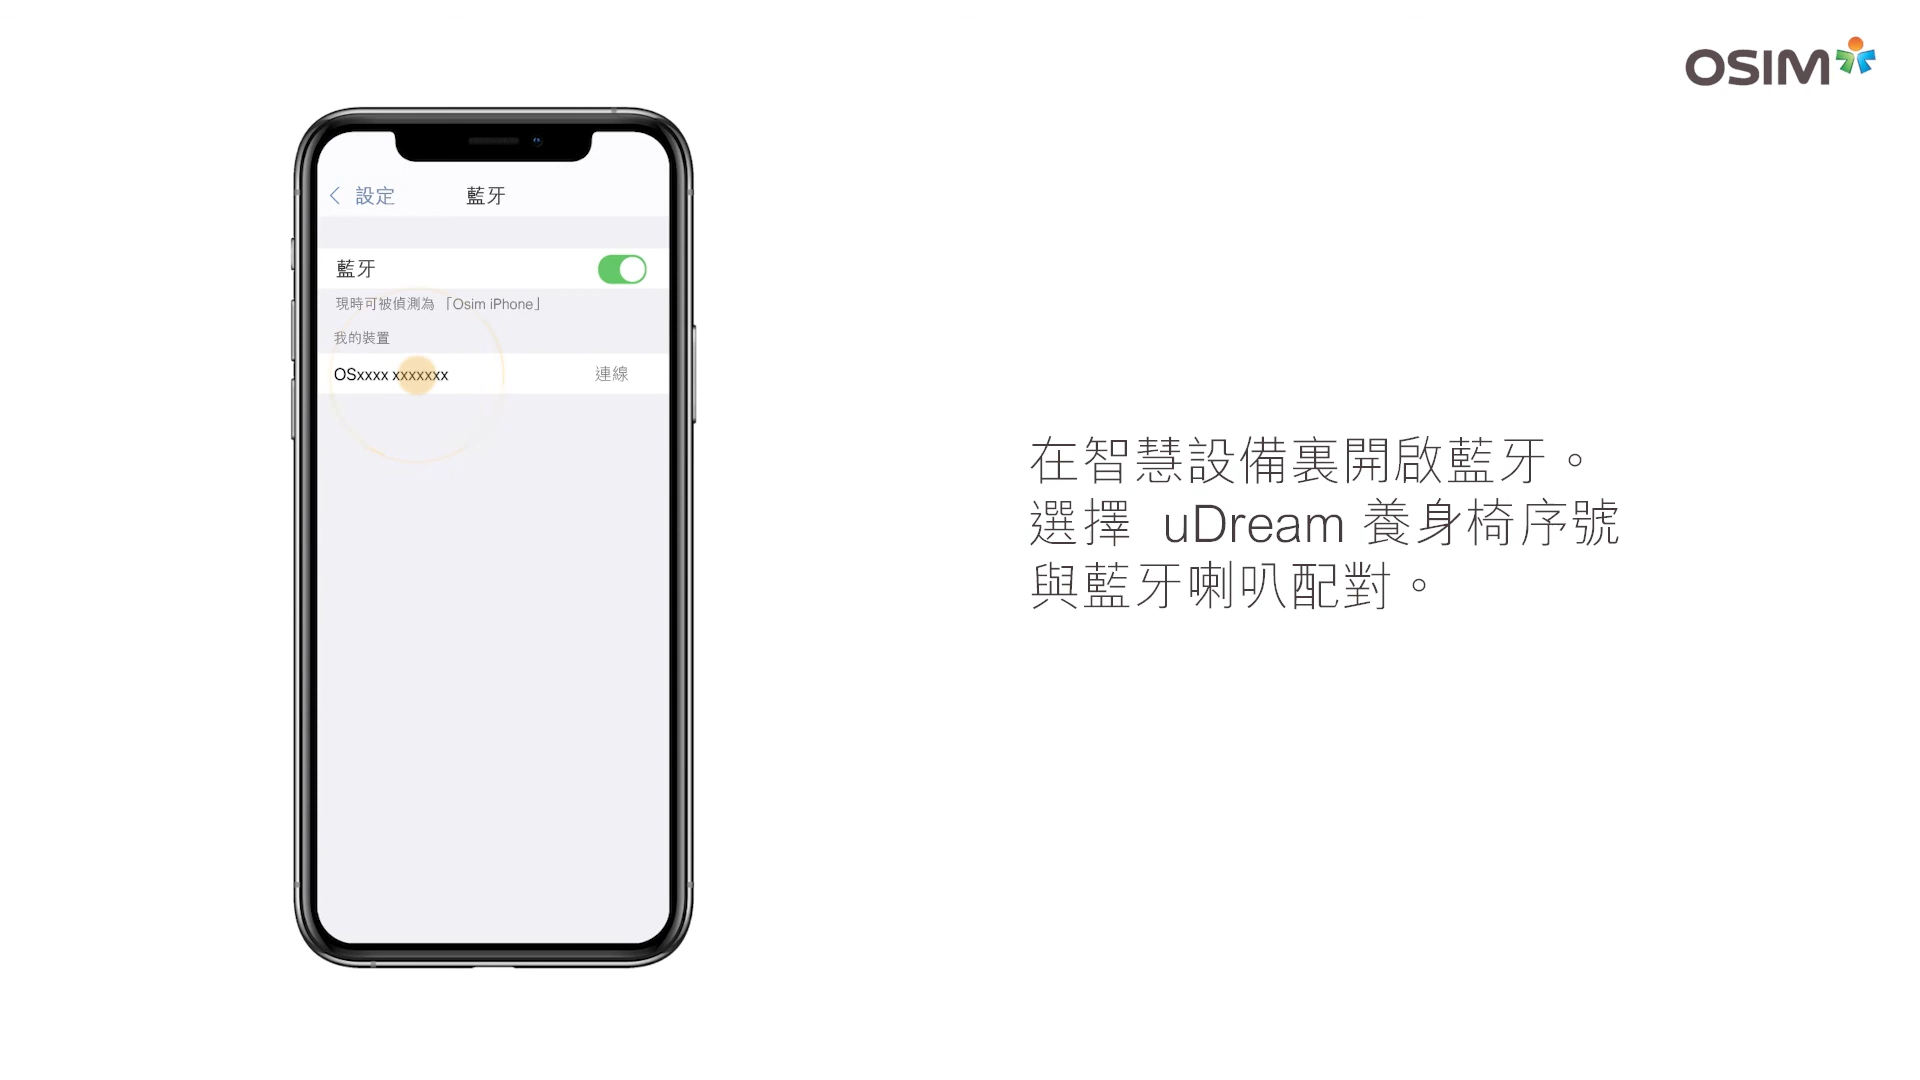 OSIM
< 設定 藍牙
藍牙
現時可被偵測為 「Osim iPhone」
我的裝置
OSxxxx xxxxxxx 連線
在智慧設備裏開啟藍牙。
選擇 uDream 養身椅序號
與藍牙喇叭配對。